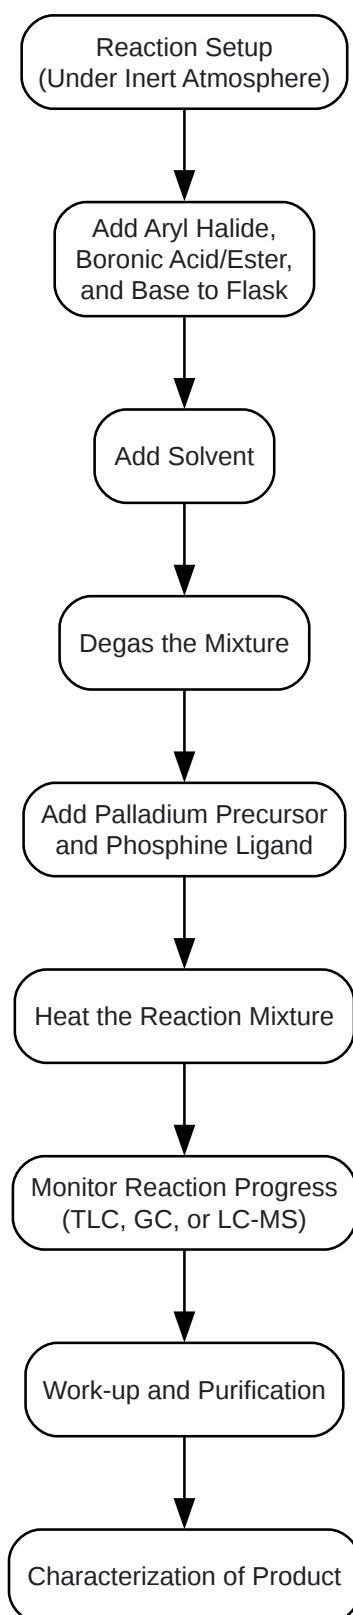 Reaction Setup
(Under Inert Atmosphere)
Add Aryl Halide,
Boronic Acid/Ester,
and Base to Flask
Add Solvent
Degas the Mixture
Add Palladium Precursor
and Phosphine Ligand
Heat the Reaction Mixture
Monitor Reaction Progress
(TLC, GC, or LC-MS)
Work-up and Purification
Characterization of Product